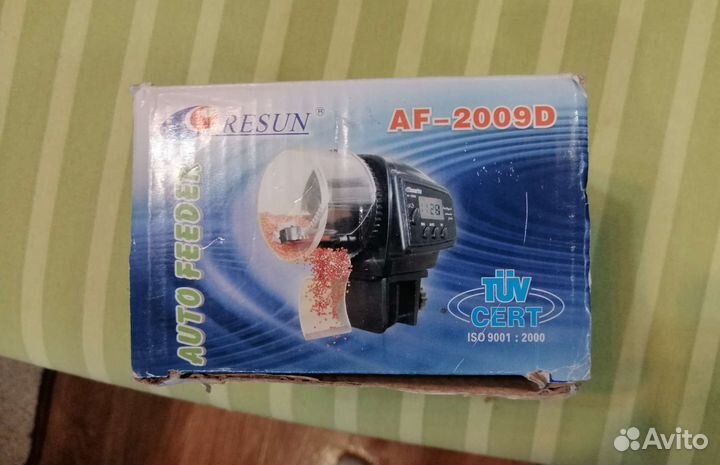 RESUN®
AF-2009D
AUTO FEEDER
TÜV
CERT
ISO 9001 : 2000
Avito